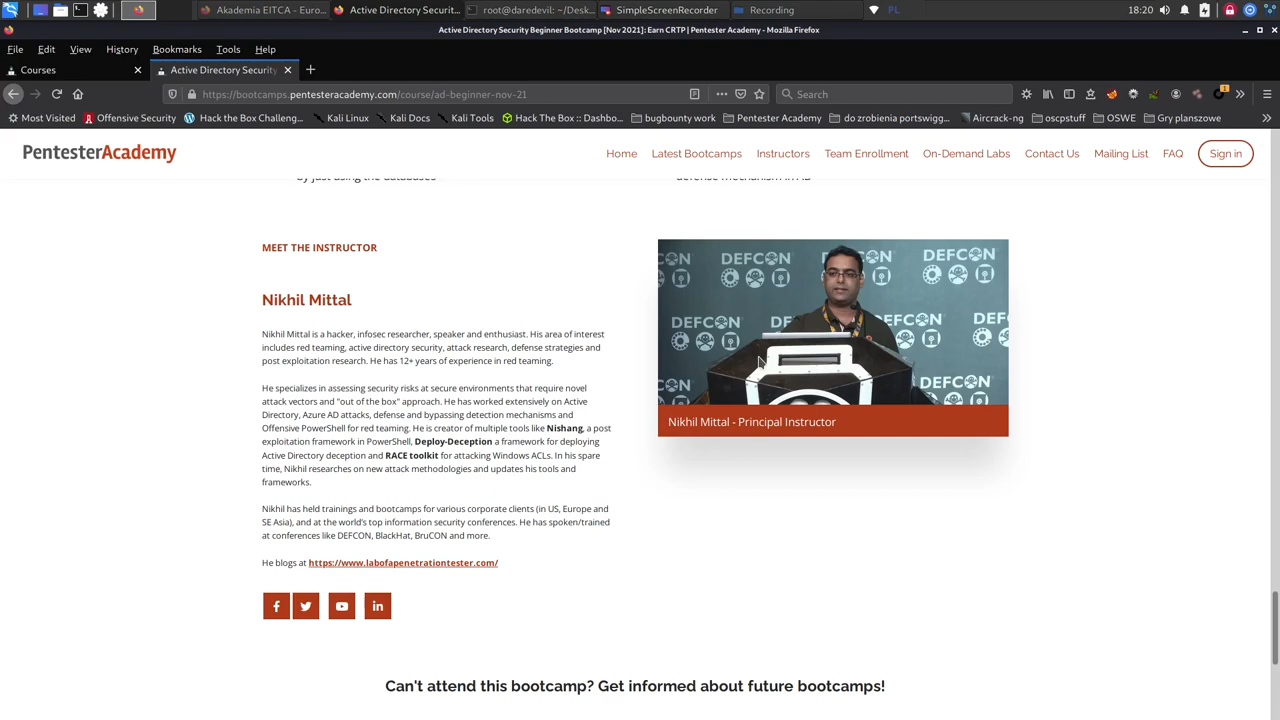 Akademia EITCA - Euro...
Active Directory Securit...
root@daredevil: ~/Desk...
SimpleScreenRecorder
Recording
PL
18:20
Active Directory Security Beginner Bootcamp [Nov 2021]: Earn CRTP | Pentester Academy - Mozilla Firefox
File Edit View History Bookmarks Tools Help
Courses
Active Directory Security
https://bootcamps.pentesteracademy.com/course/ad-beginner-nov-21
Search
1
Most Visited Offensive Security Hack the Box Challeng... Kali Linux Kali Docs Kali Tools Hack The Box :: Dashbo... bugbounty work do zrobienia portswigg... Aircrack-ng oscpstuff OSWE Gry planszowe
PentesterAcademy
Home Latest Bootcamps Instructors Team Enrollment On-Demand Labs Contact Us Mailing List FAQ Sign in
by just using the databases
defense mechanism in AD
MEET THE INSTRUCTOR
Nikhil Mittal
Nikhil Mittal is a hacker, infosec researcher, speaker and enthusiast. His area of interest
includes red teaming, active directory security, attack research, defense strategies and
post exploitation research. He has 12+ years of experience in red teaming.
He specializes in assessing security risks at secure environments that require novel
attack vectors and "out of the box" approach. He has worked extensively on Active
Directory, Azure AD attacks, defense and bypassing detection mechanisms and
Offensive PowerShell for red teaming. He is creator of multiple tools like Nishang, a post
exploitation framework in PowerShell, Deploy-Deception a framework for deploying
Active Directory deception and RACE toolkit for attacking Windows ACLs. In his spare
time, Nikhil researches on new attack methodologies and updates his tools and
frameworks.
Nikhil has held trainings and bootcamps for various corporate clients (in US, Europe and
SE Asia), and at the world's top information security conferences. He has spoken/trained
at conferences like DEFCON, BlackHat, BruCON and more.
He blogs at https://www.labofapenetrationtester.com/
DEFCON DEFCON DEFCON
DEFCON
DEFCON
Nikhil Mittal - Principal Instructor
Can't attend this bootcamp? Get informed about future bootcamps!